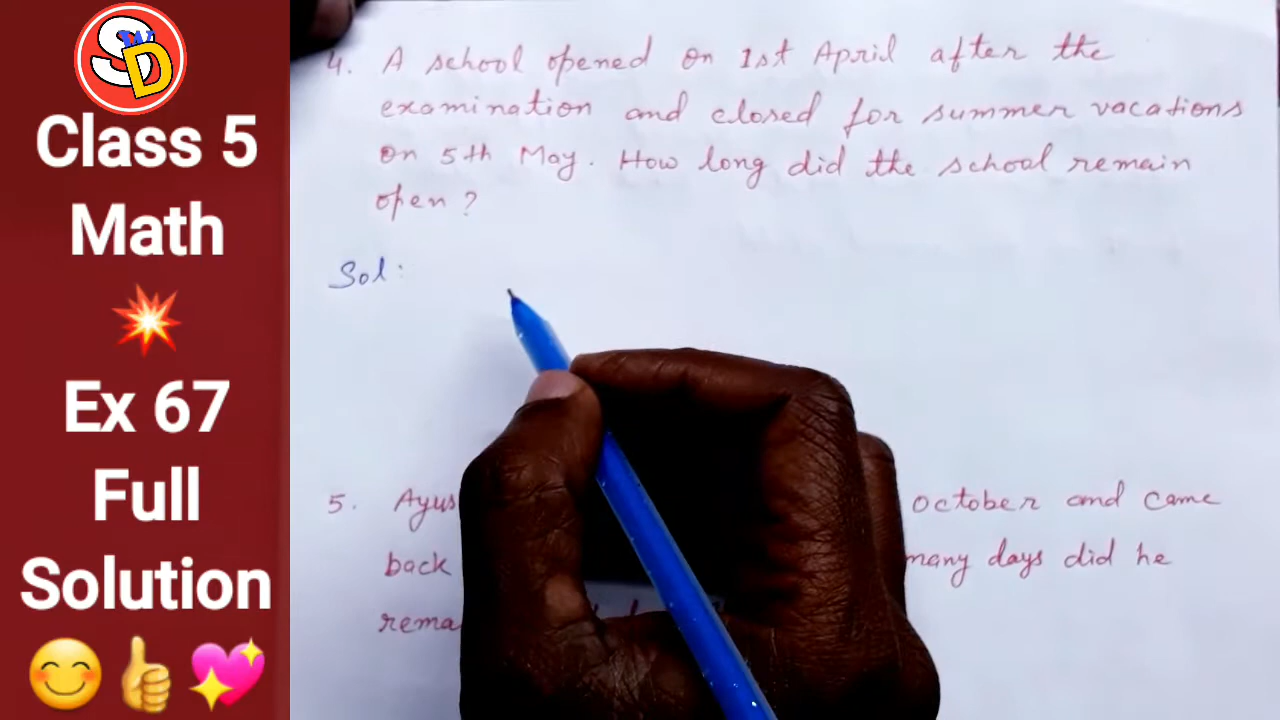 SwD
Class 5
Math
Ex 67
Full
Solution
4. A school opened on 1st April after the
examination and closed for summer vacations
on 5th May. How long did the school remain
open ?
Sol:
5. October and came
back many days did he